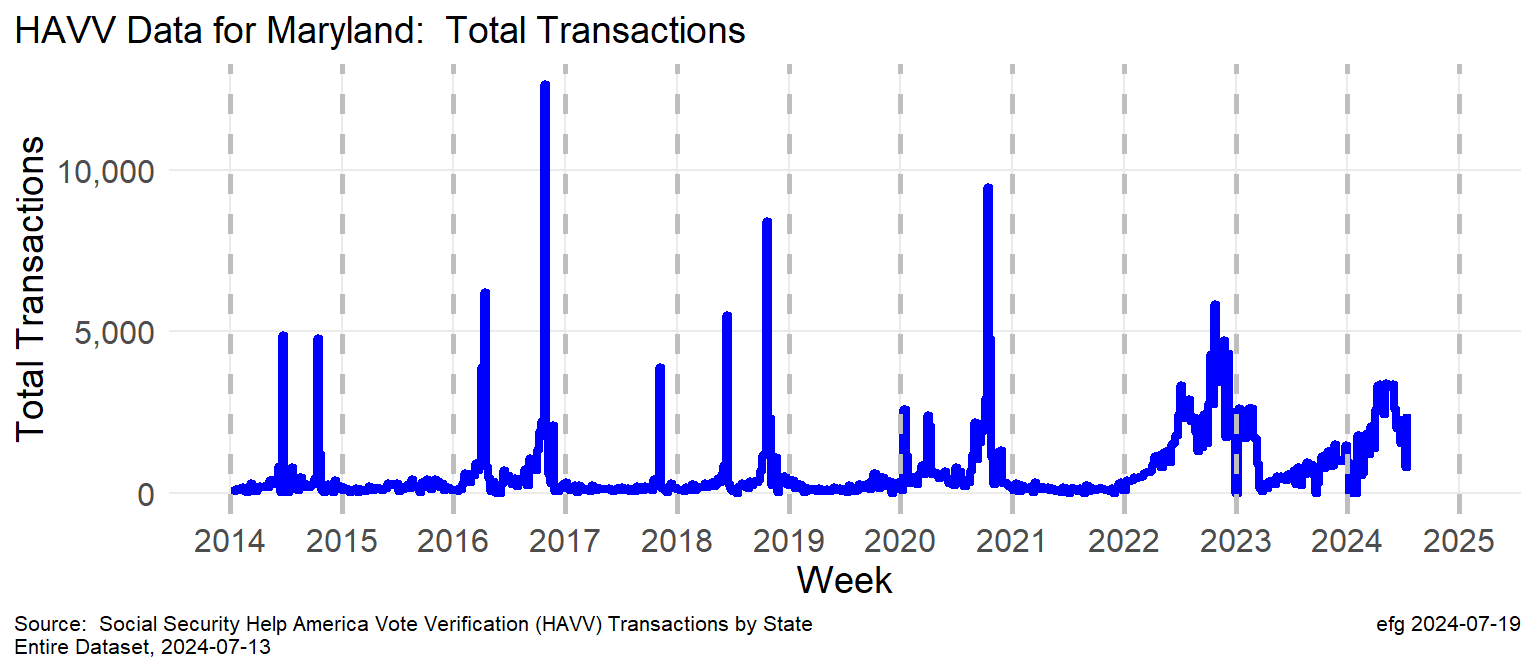 HAVV Data for Maryland:  Total Transactions
Total Transactions
10,000
5,000
0
2014 2015 2016 2017 2018 2019 2020 2021 2022 2023 2024 2025
Week
Source:  Social Security Help America Vote Verification (HAVV) Transactions by State
Entire Dataset, 2024-07-13
efg 2024-07-19